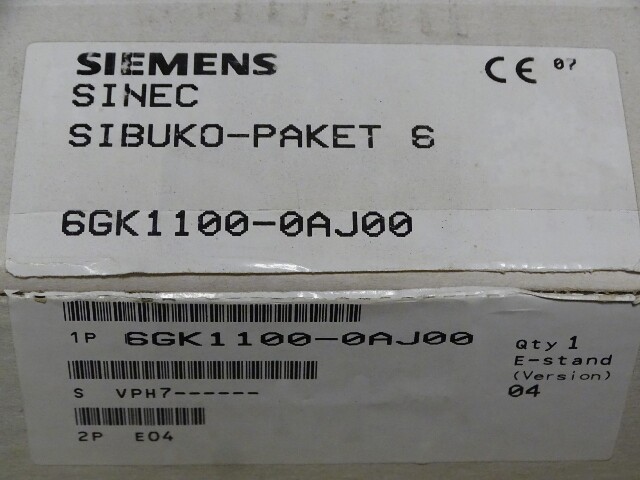 SIEMENS
CE 07
SINEC
SIBUKO-PAKET 6
6GK1100-0AJ00
1P 6GK1100-0AJ00
Qty 1
E-stand
(Version)
04
S VPH7------
2P E04